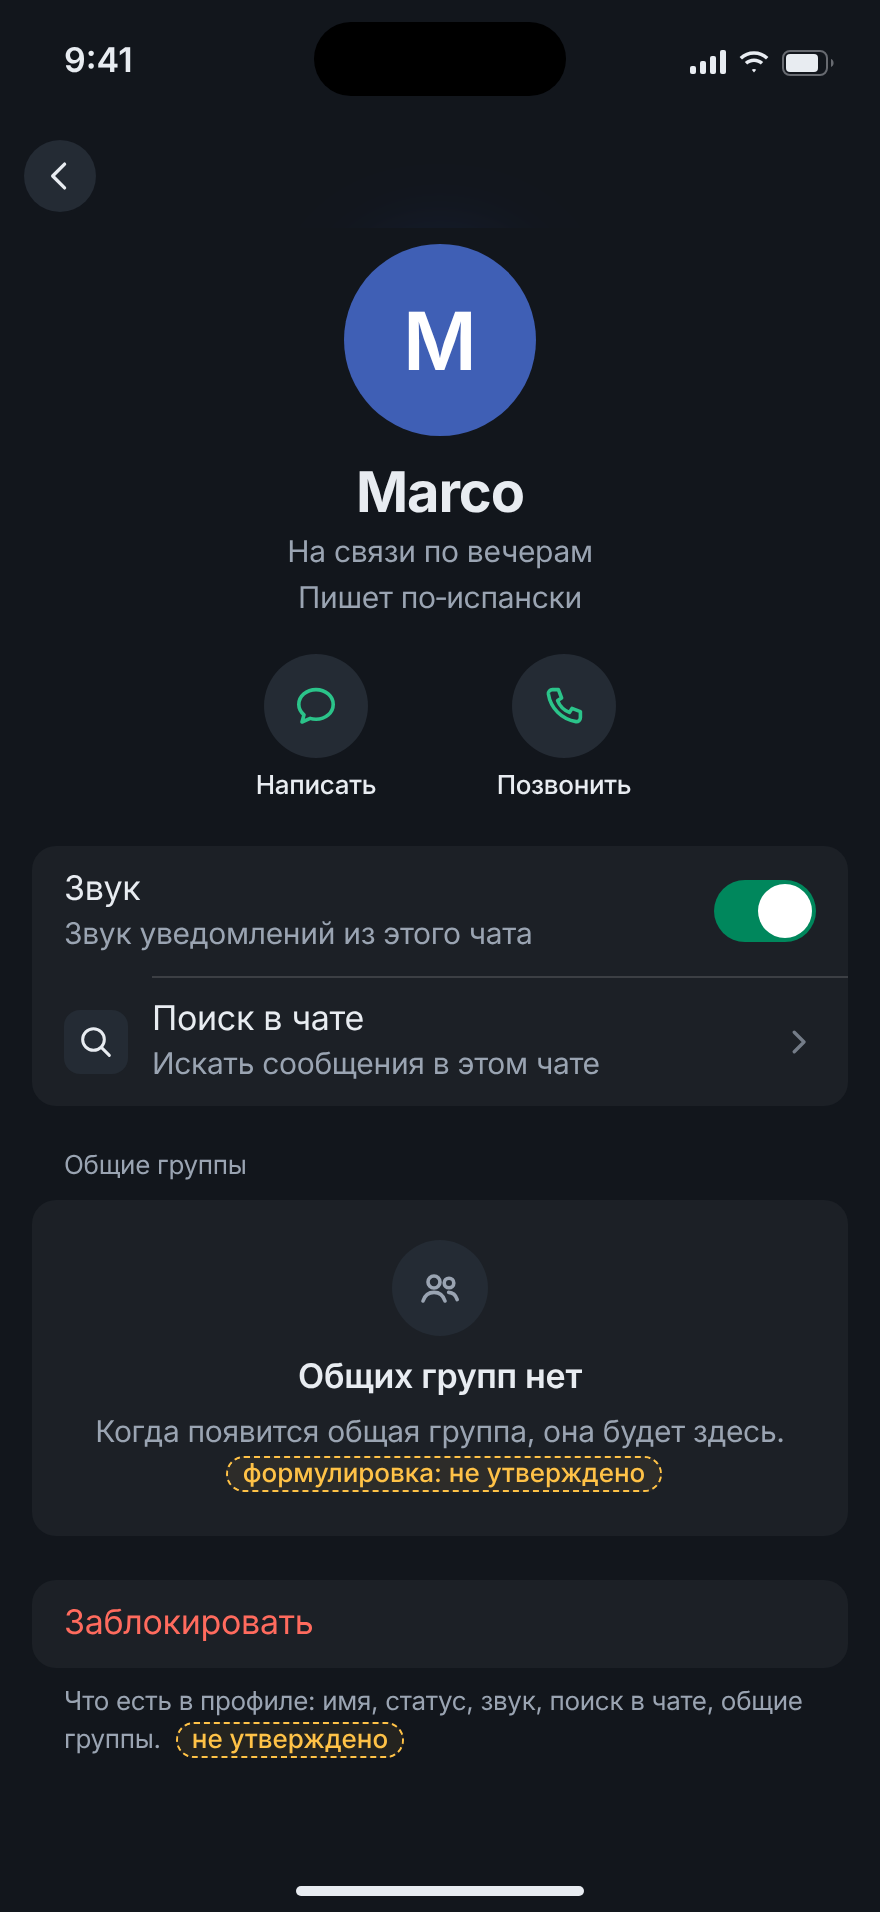 9:41
M
Marco
На связи по вечерам
Пишет по-испански
Написать
Позвонить
Звук
Звук уведомлений из этого чата
Поиск в чате
Искать сообщения в этом чате
Общие группы
Общих групп нет
Когда появится общая группа, она будет здесь.
формулировка: не утверждено
Заблокировать
Что есть в профиле: имя, статус, звук, поиск в чате, общие
группы. не утверждено